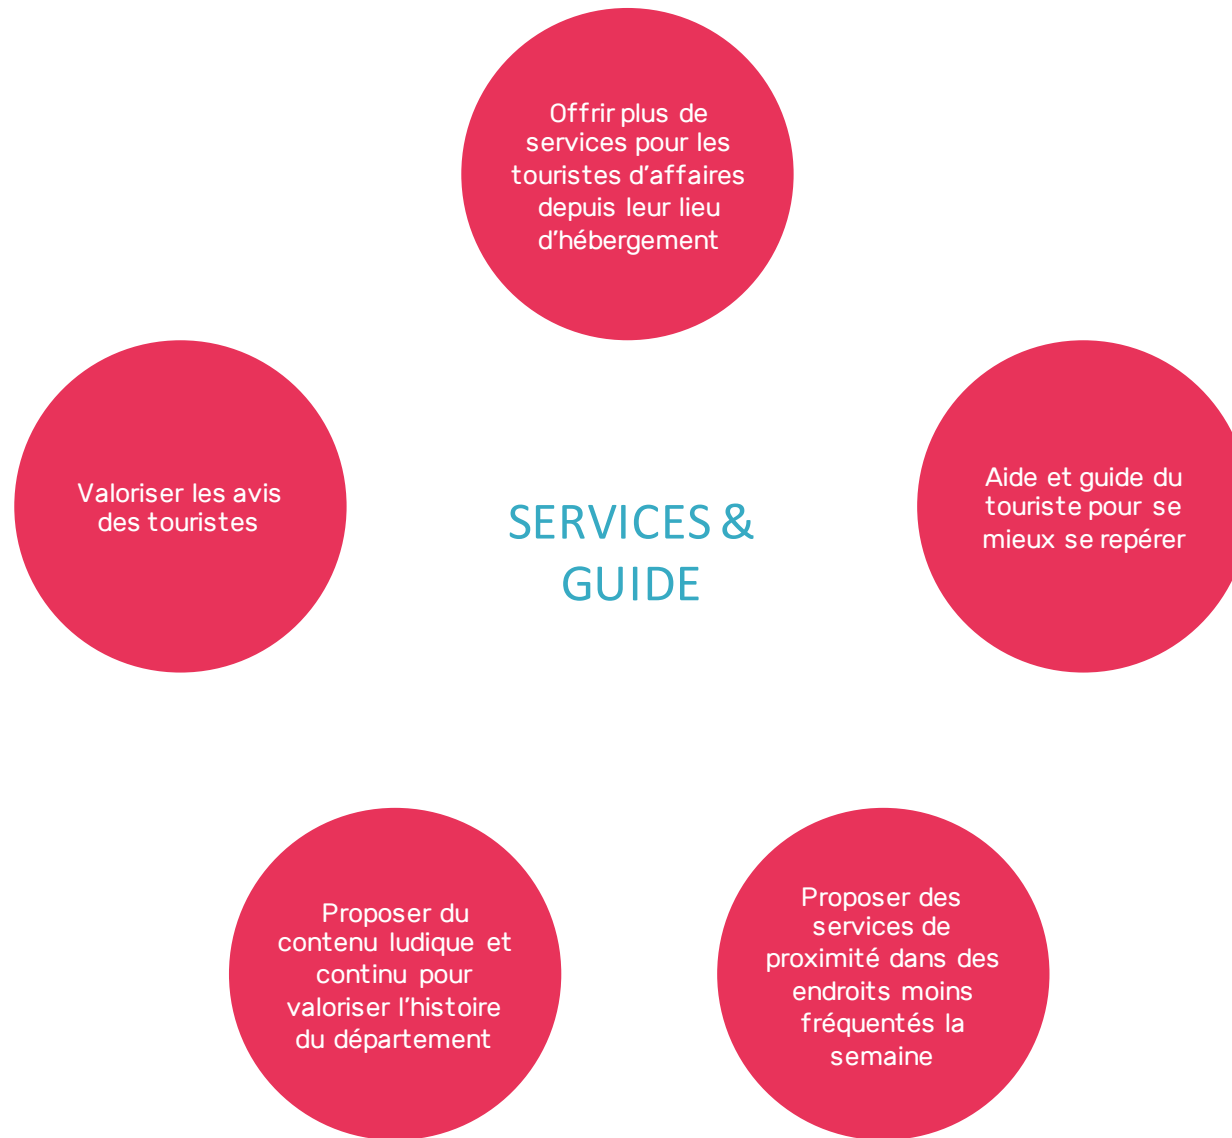 Offrir plus de
services pour les
touristes d'affaires
depuis leur lieu
d'hébergement
Valoriser les avis
des touristes
SERVICES &
GUIDE
Aide et guide du
touriste pour se
mieux se repérer
Proposer du
contenu ludique et
continu pour
valoriser l'histoire
du département
Proposer des
services de
proximité dans des
endroits moins
fréquentés la
semaine